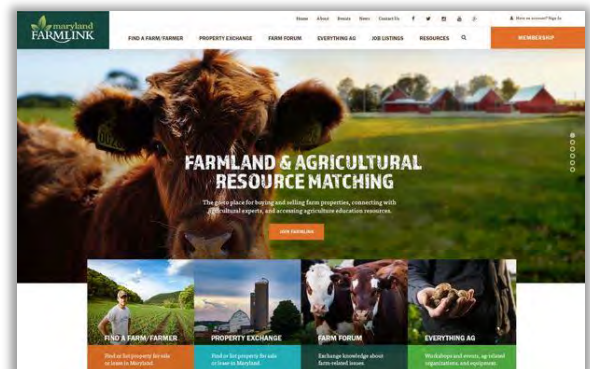 maryland
FARMLINK
Home About Events News Contact Us
Have an account? Sign In
FIND A FARM/FARMER PROPERTY EXCHANGE FARM FORUM EVERYTHING AG JOB LISTINGS RESOURCES
MEMBERSHIP
FARMLAND & AGRICULTURAL
RESOURCE MATCHING
The place for buying and selling farm properties, connecting with
agricultural experts, and accessing agriculture education resources.
JOIN FARMLINK
FIND A FARM/FARMER
Find or list property for sale
or lease in Maryland.
PROPERTY EXCHANGE
Find or list property for sale
or lease in Maryland.
FARM FORUM
Exchange knowledge about
farm-related issues.
EVERYTHING AG
Workshops and events, ag related
organizations, and equipment.